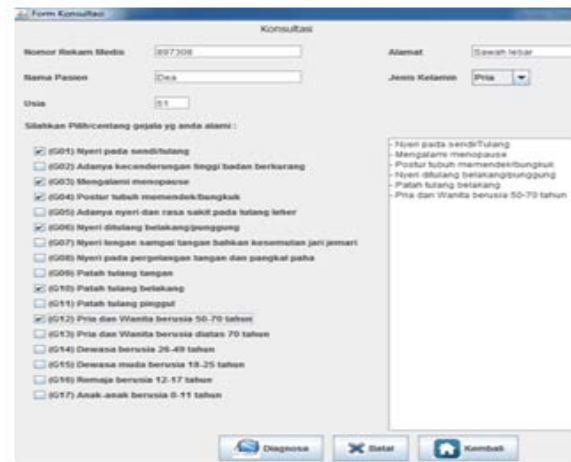 Form Konsultasi
Konsultasi
Nomor Rekam Medis 897308 Alamat Sawah lebar
Nama Pasien Dea Jenis Kelamin Pria
Usia 51
Silahkan Pilih/centang gejala yg anda alami :
(G01) Nyeri pada sendi/tulang
(G02) Adanya kecenderungan tinggi badan berkurang
(G03) Mengalami menopause
(G04) Postur tubuh memendek/bungkuk
(G05) Adanya nyeri dan rasa sakit pada tulang leher
(G06) Nyeri ditulang belakang/punggung
(G07) Nyeri lengan sampai tangan bahkan kesemutan jari jemari
(G08) Nyeri pada pergelangan tangan dan pangkal paha
(G09) Patah tulang tangan
(G10) Patah tulang belakang
(G11) Patah tulang pinggul
(G12) Pria dan Wanita berusia 50-70 tahun
(G13) Pria dan Wanita berusia diatas 70 tahun
(G14) Dewasa berusia 26-49 tahun
(G15) Dewasa muda berusia 18-25 tahun
(G16) Remaja berusia 12-17 tahun
(G17) Anak-anak berusia 0-11 tahun
- Nyeri pada sendi/Tulang
- Mengalami menopause
- Postur tubuh memendek/bungkuk
- Nyeri ditulang belakang/punggung
- Patah tulang belakang
- Pria dan Wanita berusia 50-70 tahun
Diagnosa Batal Kembali